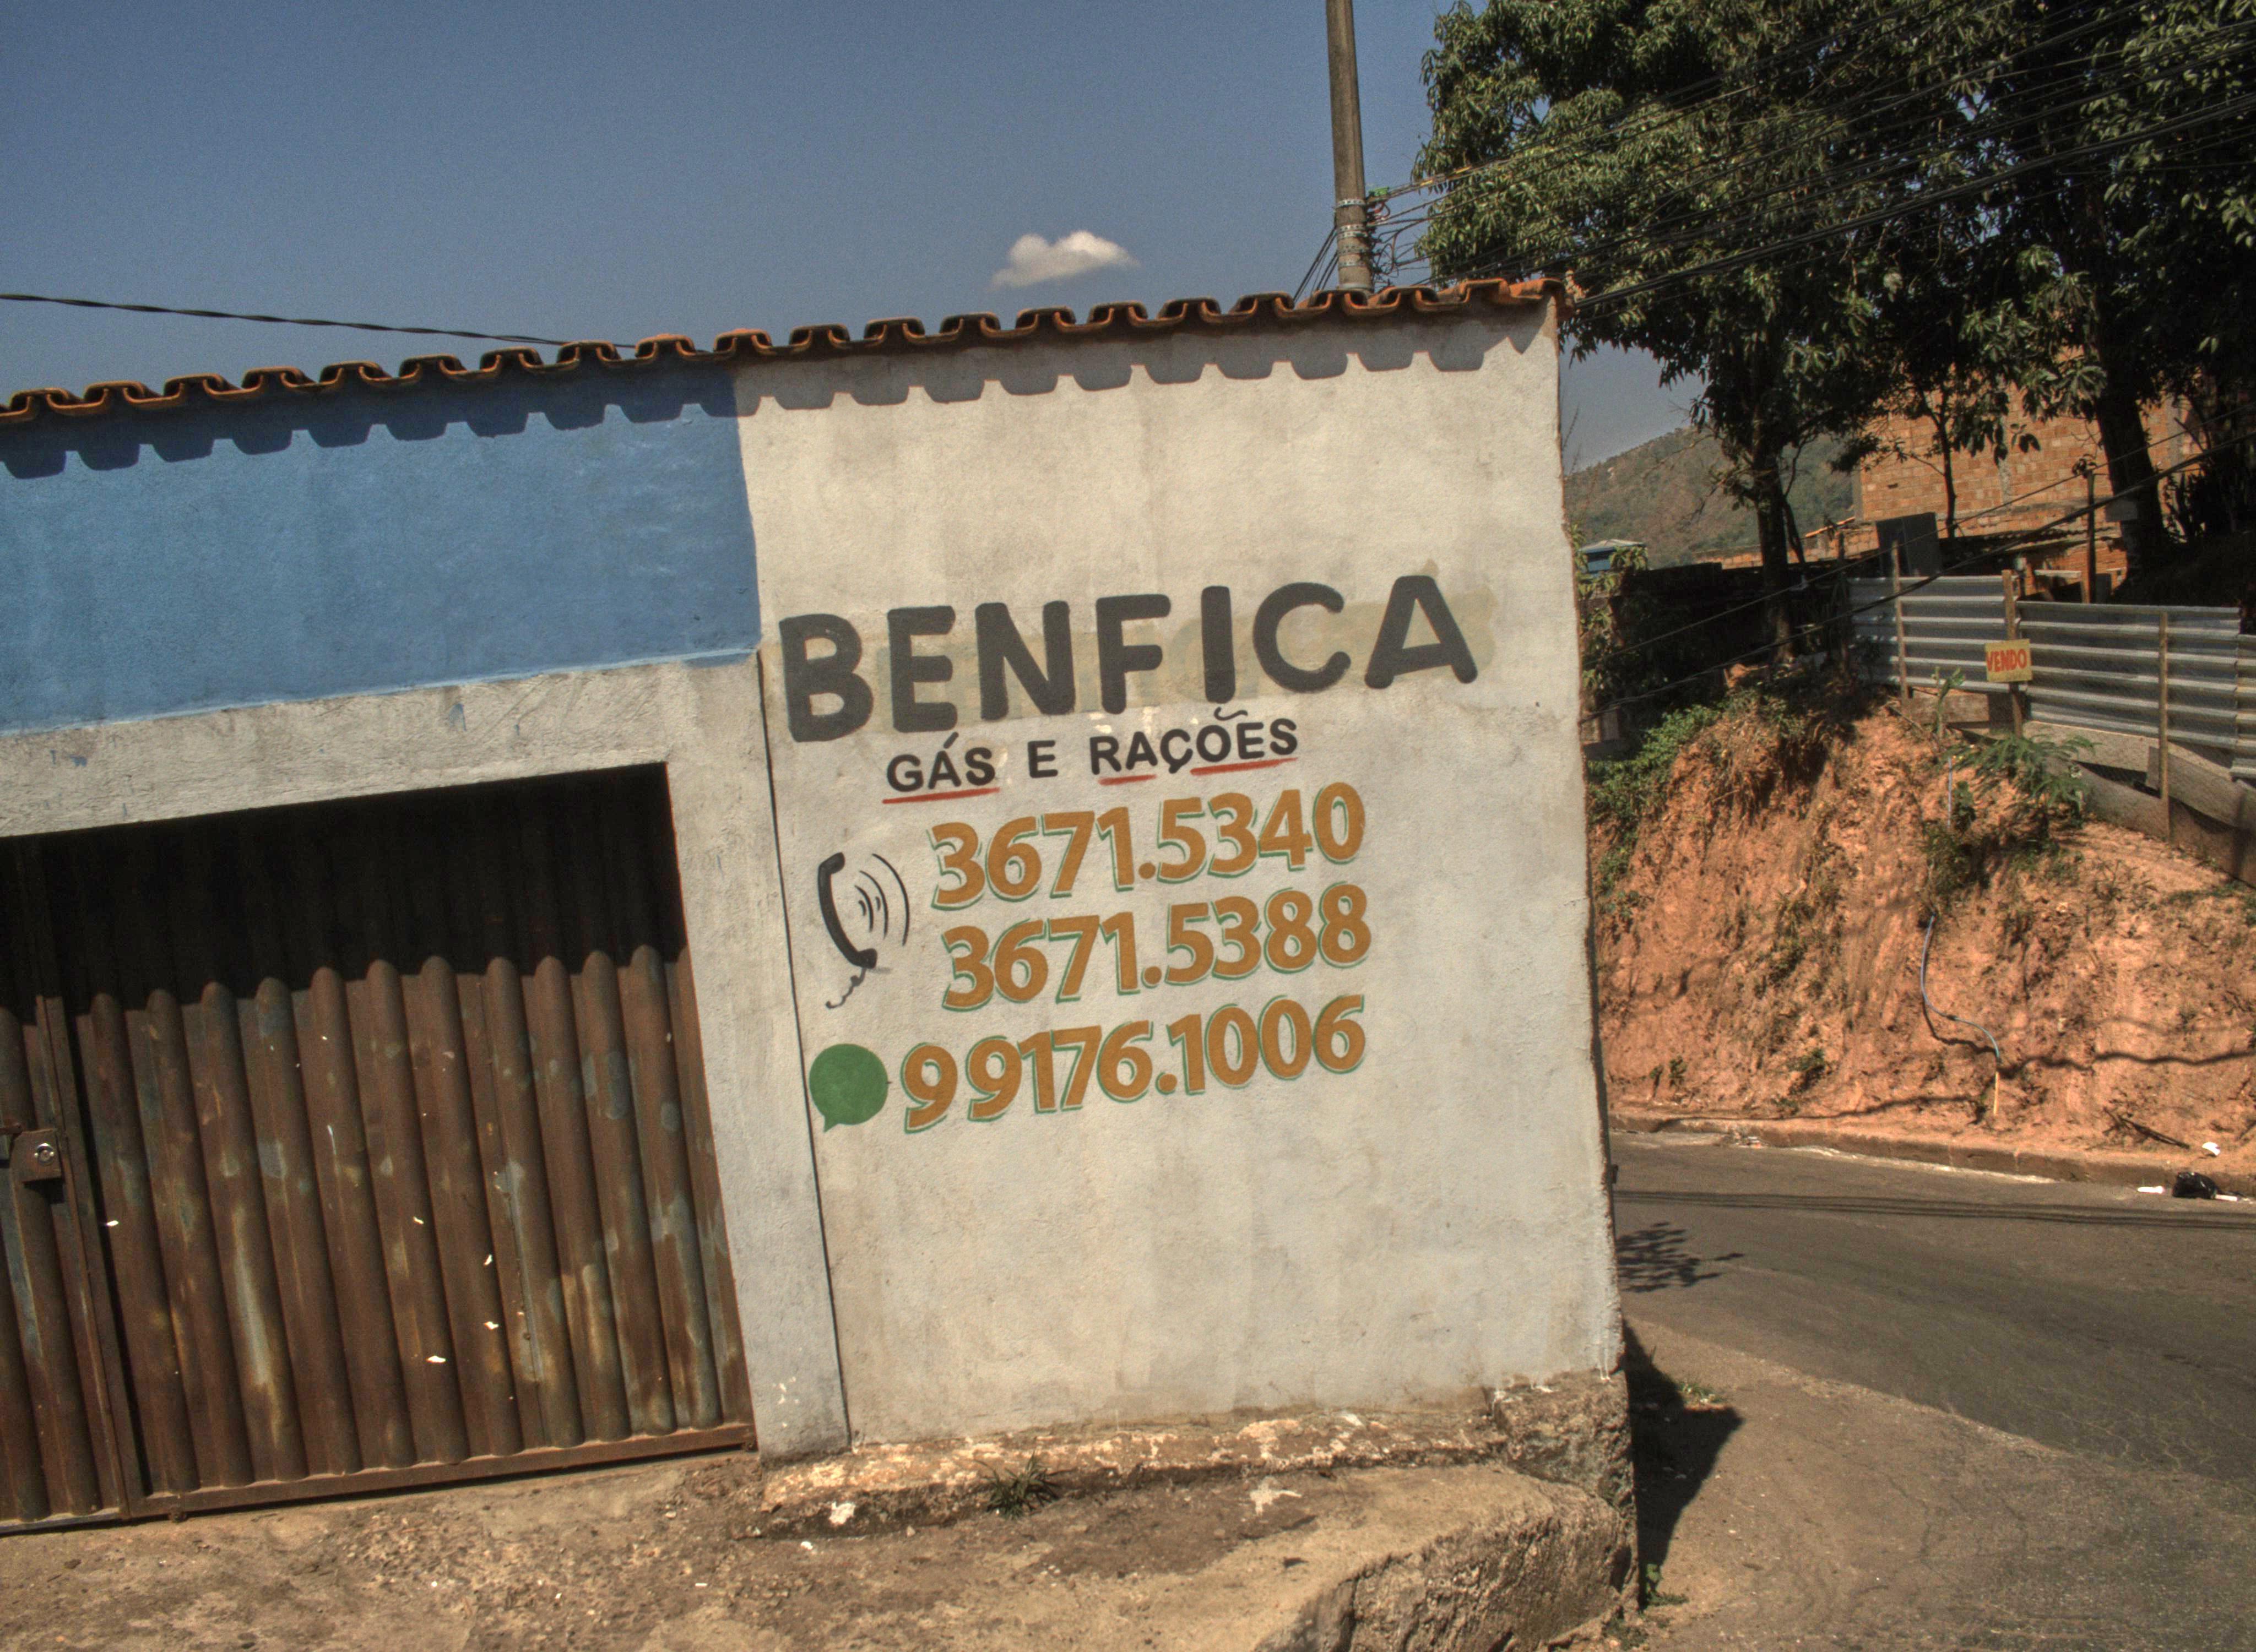 BENFICA
GÁS E RAÇÕES
3671.5340
3671.5388
99176.1006
VENDO